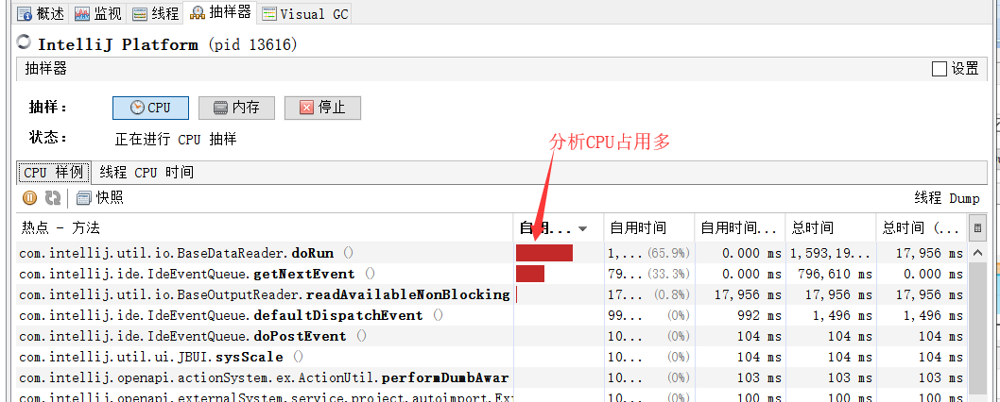 概述 监视 线程 抽样器 Visual GC
IntelliJ Platform (pid 13616)
抽样器 设置
抽样： CPU 内存 停止
状态： 正在进行 CPU 抽样
分析CPU占用多
CPU 样例 线程 CPU 时间
快照 线程 Dump
热点 - 方法 自用... 自用时间 自用时间... 总时间 总时间 (...
com.intellij.util.io.BaseDataReader.doRun () 1,... (65.9%) 0.000 ms 1,593,19... 17,956 ms
com.intellij.ide.IdeEventQueue.getNextEvent () 79... (33.3%) 0.000 ms 796,610 ms 0.000 ms
com.intellij.util.io.BaseOutputReader.readAvailableNonBlocking 17... (0.8%) 17,956 ms 17,956 ms 17,956 ms
com.intellij.ide.IdeEventQueue.defaultDispatchEvent () 99... (0%) 992 ms 1,496 ms 1,496 ms
com.intellij.ide.IdeEventQueue.doPostEvent () 10... (0%) 104 ms 104 ms 104 ms
com.intellij.util.ui.JBUI.sysScale () 10... (0%) 104 ms 104 ms 104 ms
com.intellij.openapi.actionSystem.ex.ActionUtil.performDumbAwar 10... (0%) 103 ms 103 ms 103 ms
com.intellij.openapi.externalSystem.service.project.autoimport.Ext 10... (0%) 100 ms 100 ms 100 ms